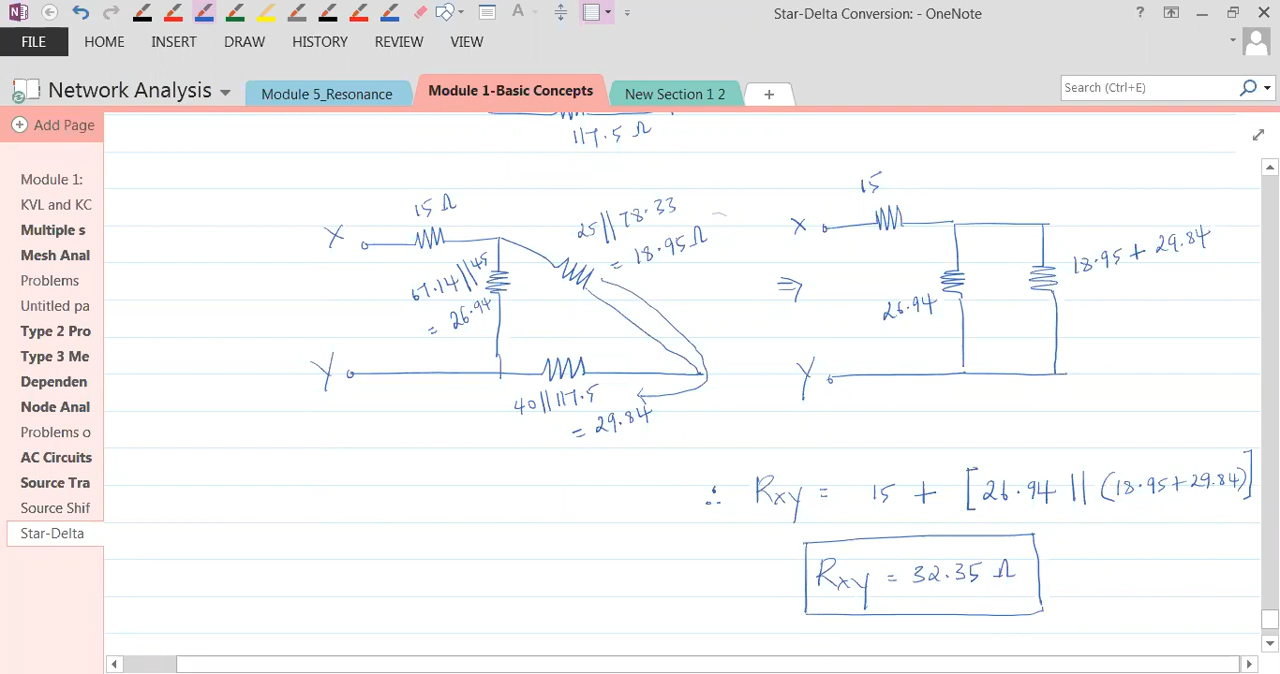 Star-Delta Conversion: - OneNote
FILE HOME INSERT DRAW HISTORY REVIEW VIEW
Network Analysis
Module 5_Resonance
Module 1-Basic Concepts
New Section 1 2
+
Search (Ctrl+E)
Add Page
Module 1:
KVL and KC
Multiple s
Mesh Anal
Problems
Untitled pa
Type 2 Pro
Type 3 Me
Dependen
Node Anal
Problems o
AC Circuits
Source Tra
Source Shif
Star-Delta
117.5 Ω
X
15 Ω
25 || 78.33
= 18.95 Ω
67.14 || 45
= 26.94
Y
40 || 117.5
= 29.84
⇒
X
15
26.94
18.95 + 29.84
Y
∴ Rxy = 15 + [26.94 || (18.95+29.84)]
Rxy = 32.35 Ω